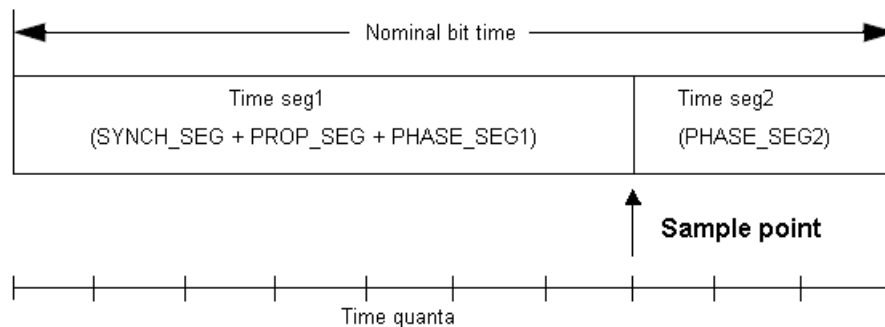 Nominal bit time
Time seg1
(SYNCH_SEG + PROP_SEG + PHASE_SEG1)
Time seg2
(PHASE_SEG2)
Sample point
Time quanta